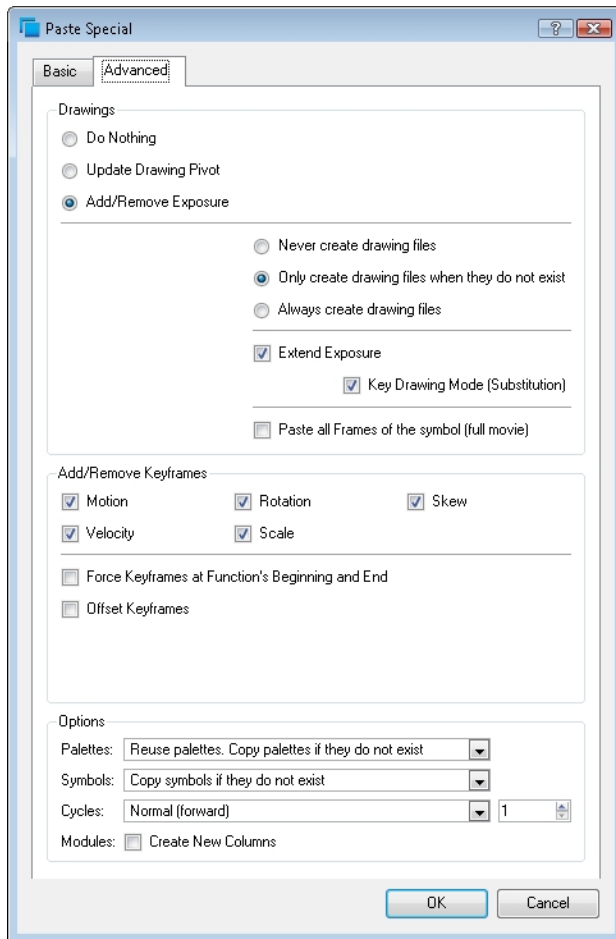 Paste Special
Basic Advanced
Drawings
Do Nothing
Update Drawing Pivot
Add/Remove Exposure
Never create drawing files
Only create drawing files when they do not exist
Always create drawing files
Extend Exposure
Key Drawing Mode (Substitution)
Paste all Frames of the symbol (full movie)
Add/Remove Keyframes
Motion Rotation Skew
Velocity Scale
Force Keyframes at Function's Beginning and End
Offset Keyframes
Options
Palettes: Reuse palettes. Copy palettes if they do not exist
Symbols: Copy symbols if they do not exist
Cycles: Normal (forward) 1
Modules: Create New Columns
OK Cancel